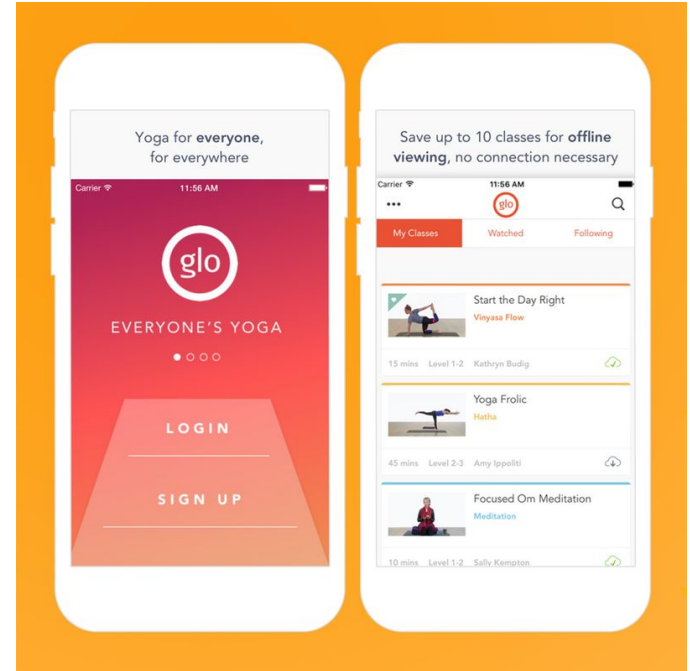 Yoga for everyone,
for everywhere
Carrier 11:56 AM
glo
EVERYONE'S YOGA
LOGIN
SIGN UP
Save up to 10 classes for offline
viewing, no connection necessary
Carrier 11:56 AM
glo
My Classes Watched Following
Start the Day Right
Vinyasa Flow
15 mins Level 1-2 Kathryn Budig
Yoga Frolic
Hatha
45 mins Level 2-3 Amy Ippoliti
Focused Om Meditation
Meditation
10 mins Level 1-2 Sally Kempton